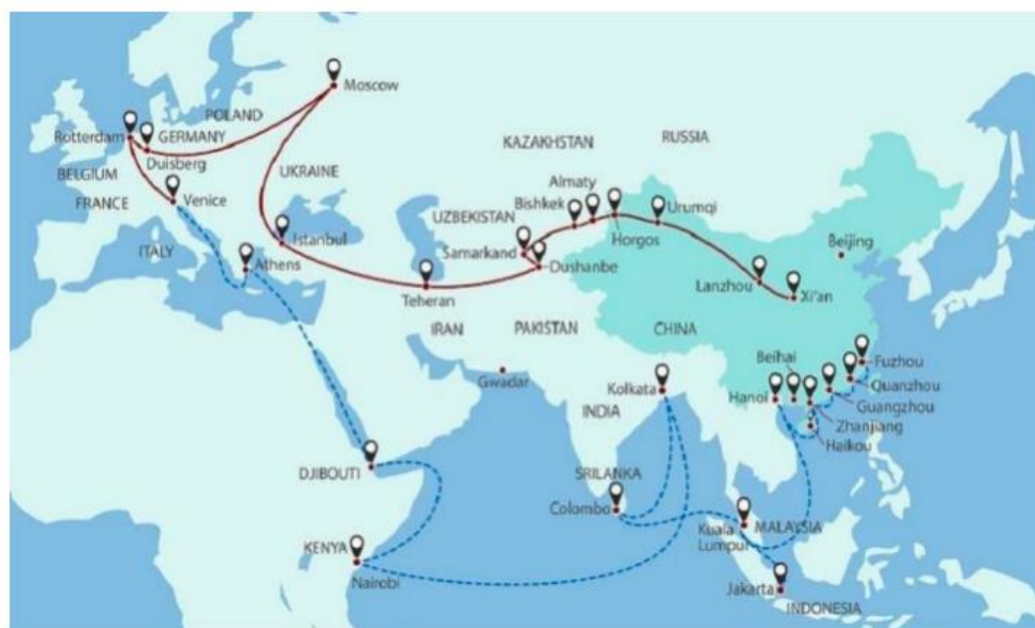 Moscow
POLAND
Rotterdam
GERMANY
Duisberg
BELGIUM
FRANCE
Venice
UKRAINE
KAZAKHSTAN
RUSSIA
Almaty
Bishkek
Urumqi
UZBEKISTAN
Horgos
ITALY
Istanbul
Athens
Samarkand
Dushanbe
Beijing
Teheran
Lanzhou
Xi'an
IRAN
PAKISTAN
CHINA
Gwadar
Kolkata
Beihai
Fuzhou
Hanoi
Quanzhou
INDIA
Guangzhou
Zhanjiang
Haikou
DJIBOUTI
SRILANKA
Colombo
Kuala
Lumpur
MALAYSIA
KENYA
Nairobi
Jakarta
INDONESIA